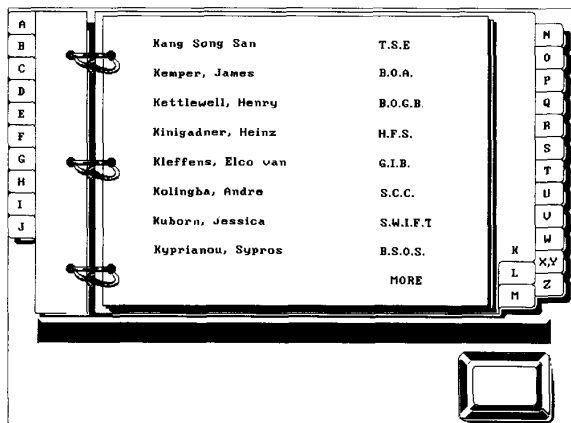 A
B
C
D
E
F
G
H
I
J
Kang Song San T.S.E
Kemper, James B.O.A.
Kettlewell, Henry B.O.G.B.
Kinigadner, Heinz H.F.S.
Kleffens, Elco van G.I.B.
Kolingba, Andre S.C.C.
Kuborn, Jessica S.W.I.F.T
Kyprianou, Sypros B.S.O.S.
MORE
K
L
M
N
O
P
Q
R
S
T
U
V
W
X,Y
Z